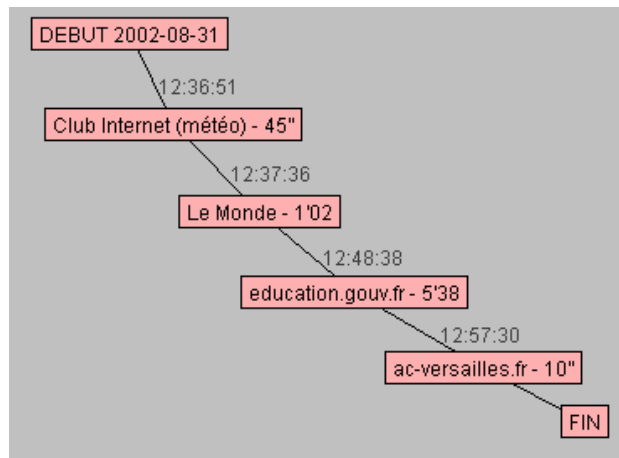 DEBUT 2002-08-31
12:36:51
Club Internet (météo) - 45"
12:37:36
Le Monde - 1'02
12:48:38
education.gouv.fr - 5'38
12:57:30
ac-versailles.fr - 10"
FIN